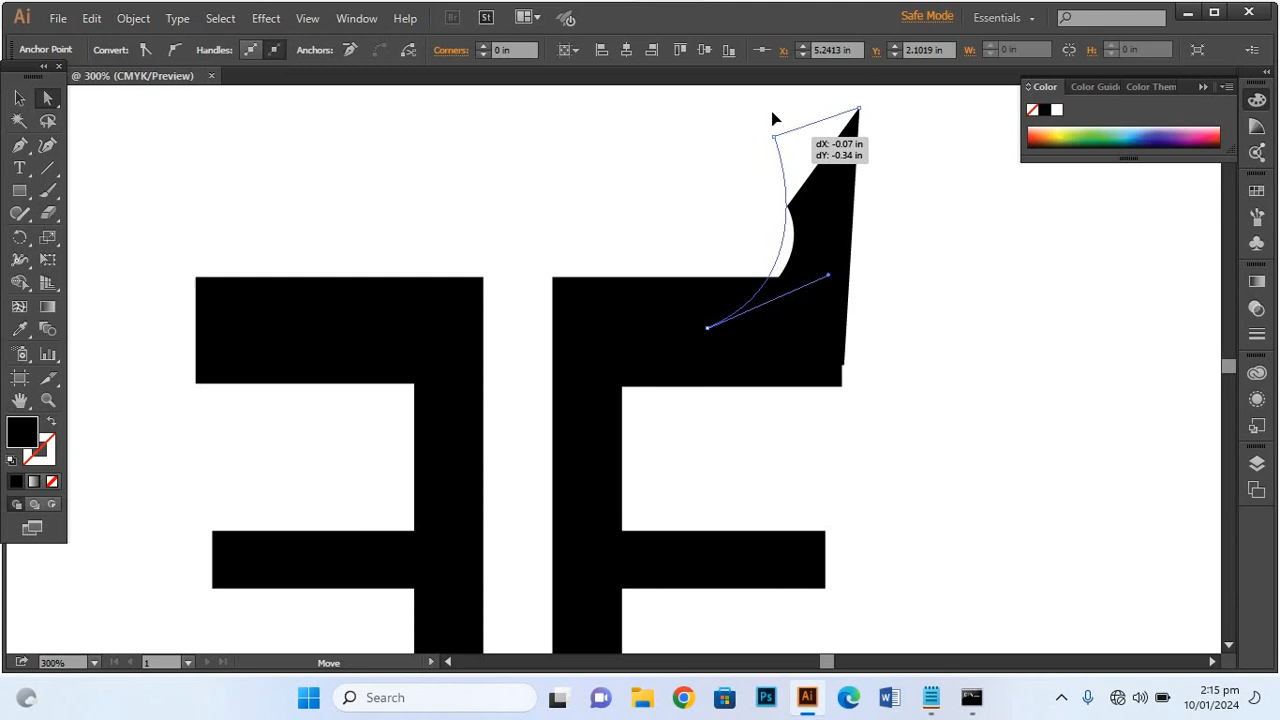 Ai File Edit Object Type Select Effect View Window Help Br St Safe Mode Essentials
Anchor Point Convert: Handles: Anchors: Corners: 0 in X: 5.2413 in Y: 2.1019 in W: 0 in H: 0 in
@ 300% (CMYK/Preview)
Color Color Guide Color Them
dX: -0.07 in
dY: -0.34 in
300% 1 Move
Search Ps Ai W 2:15 pm
10/01/2024